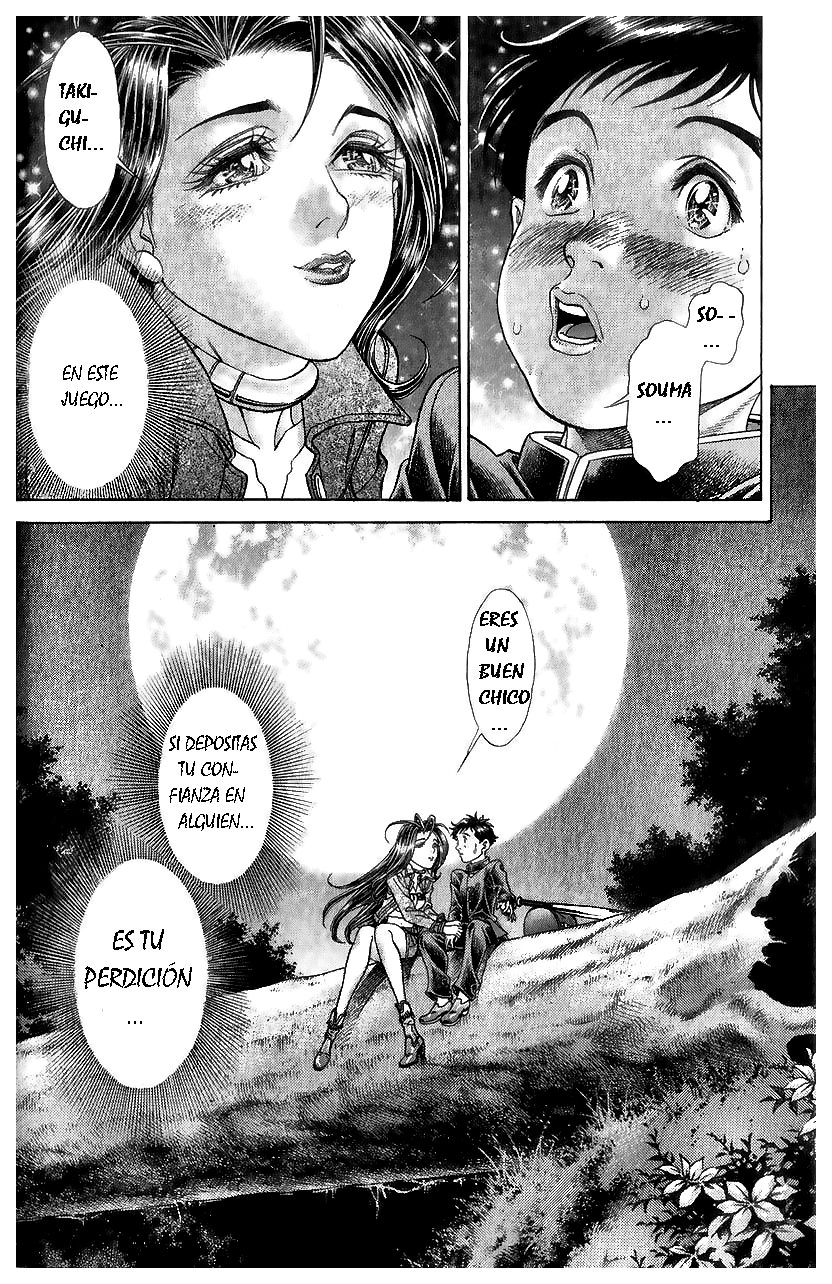 TAKI-
GU-
CHI...
EN ESTE
JUEGO...
SO- -
...
SOUMA
...
ERES
UN
BUEN
CHICO
...
SI DEPOSITAS
TU CON-
FIANZA EN
ALGUIEN...
ES TU
PERDICIÓN
...